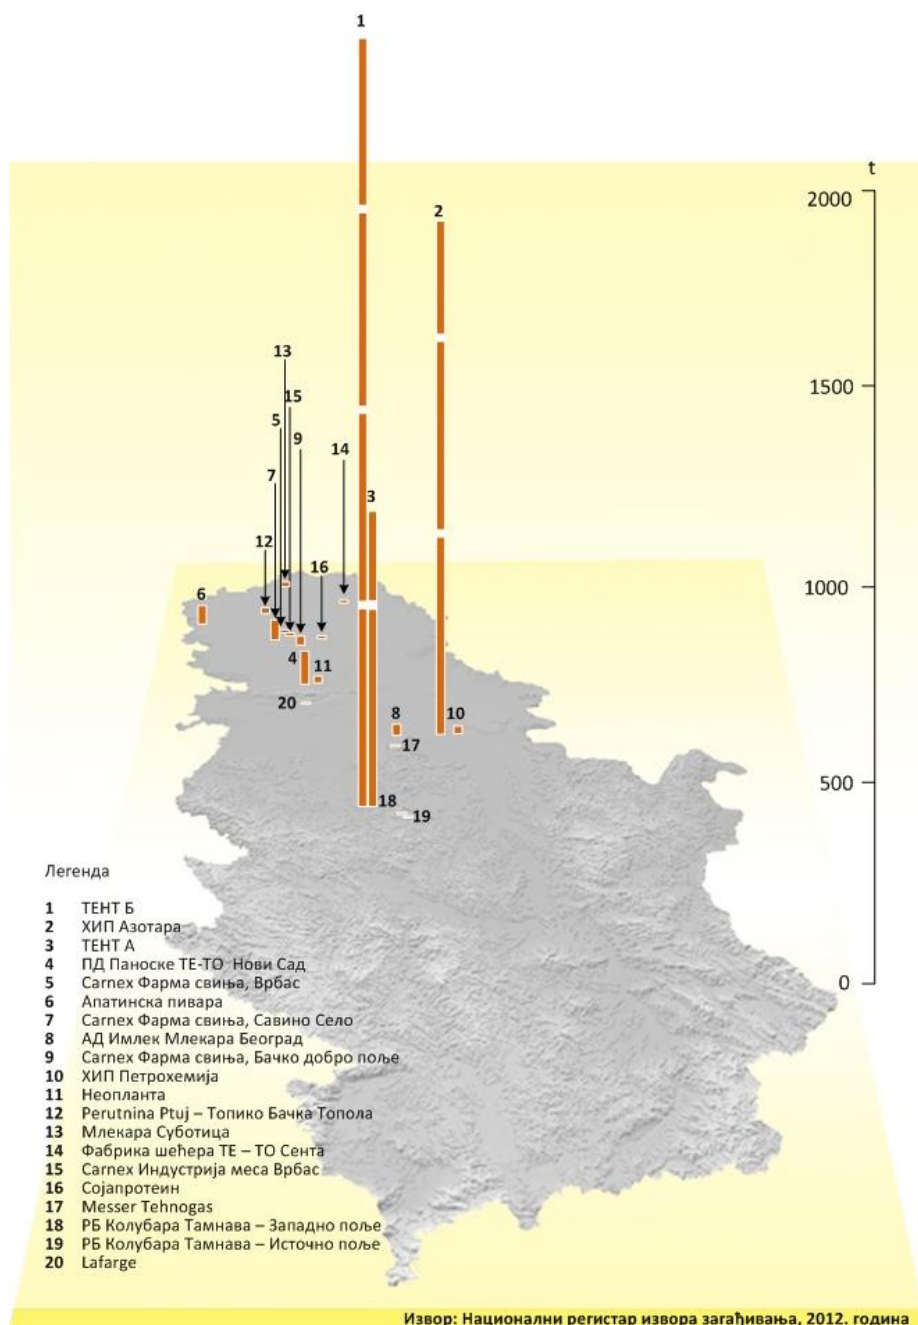 1
t
2000
2
13
1500
15
5
9
14
7
3
12
16
1000
6
4
11
20
8
10
17
500
18
19
Легенда
0
1 ТЕНТ Б
2 ХИП Азотара
3 ТЕНТ А
4 ПД Паноске ТЕ-ТО Нови Сад
5 Carnex Фарма свиња, Врбас
6 Апатинска пивара
7 Carnex Фарма свиња, Савино Село
8 АД Имлек Млекара Београд
9 Carnex Фарма свиња, Бачко добро поље
10 ХИП Петрохемија
11 Неопланта
12 Perutnina Ptuj – Топико Бачка Топола
13 Млекара Суботица
14 Фабрика шећера ТЕ – ТО Сента
15 Carnex Индустрија меса Врбас
16 Сојапротеин
17 Messer Tehnogas
18 РБ Колубара Тамнава – Западно поље
19 РБ Колубара Тамнава – Источно поље
20 Lafarge
Извор: Национални регистар извора загађивања, 2012. година